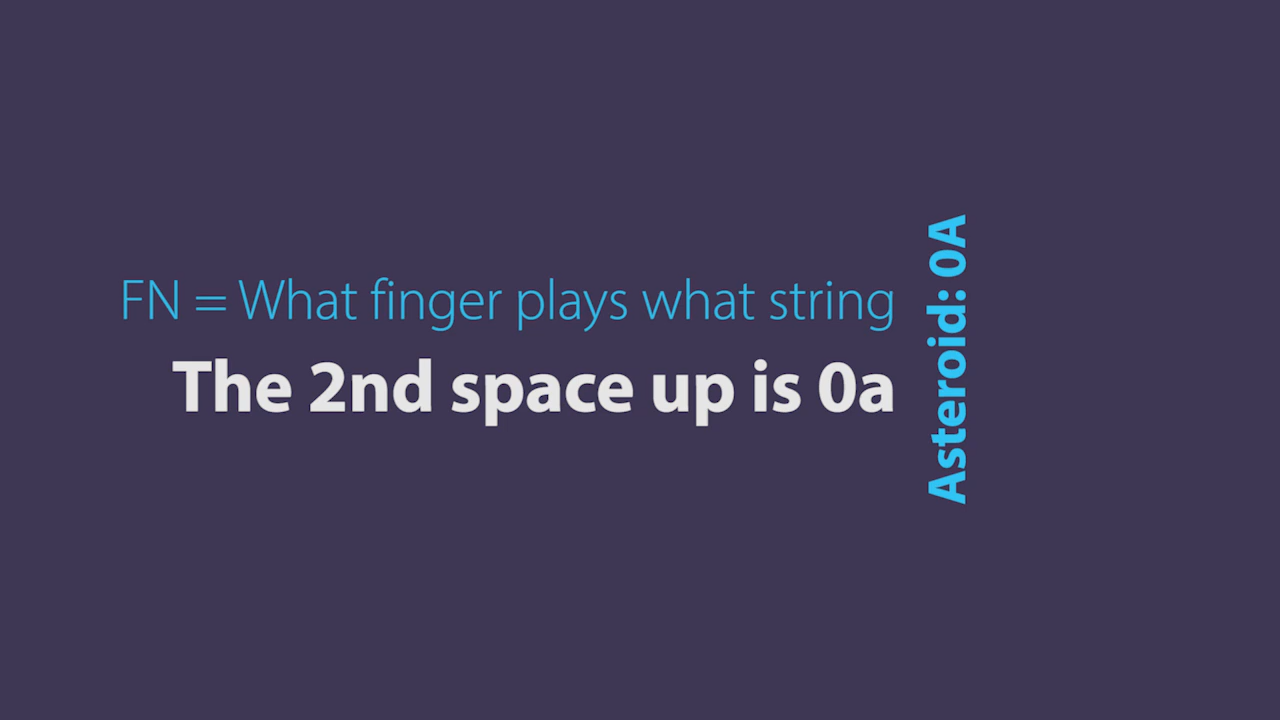 FN = What finger plays what string
The 2nd space up is 0a
Asteroid: 0A